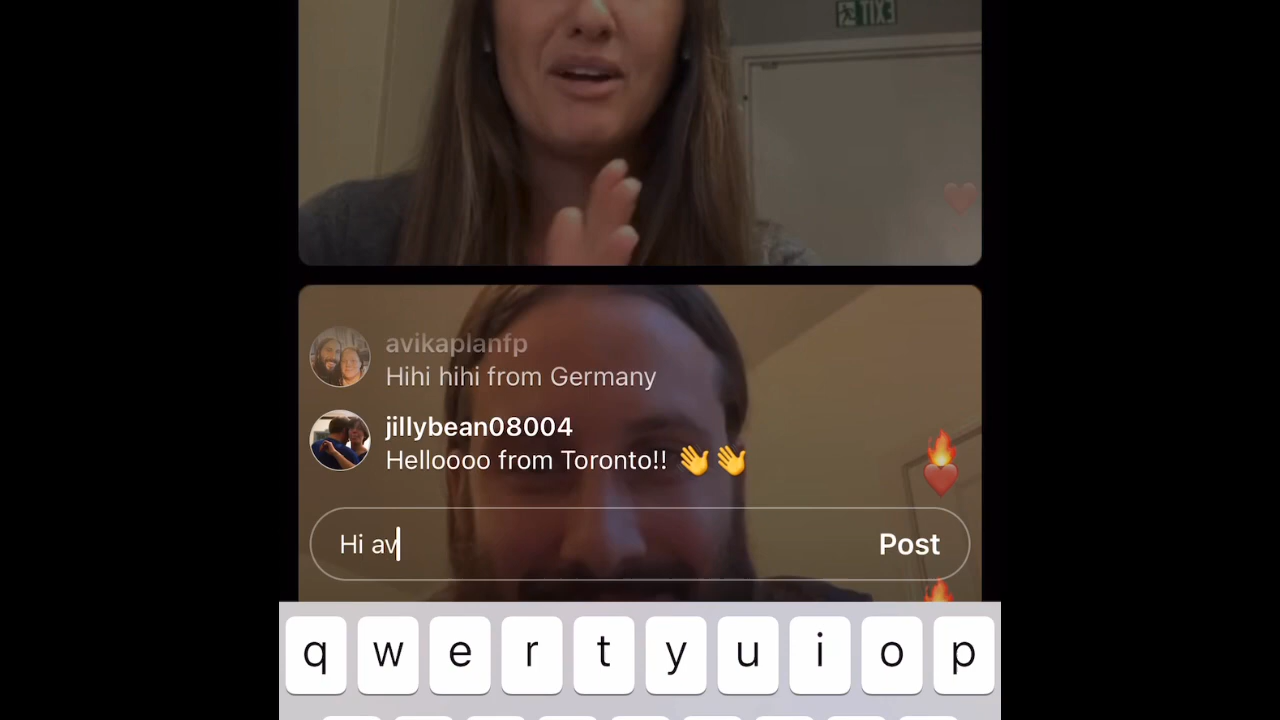 EXIT
avikaplanfp
Hihi hihi from Germany
jillybean08004
Helloooo from Toronto!! 👋👋
Hi av
Post
q w e r t y u i o p